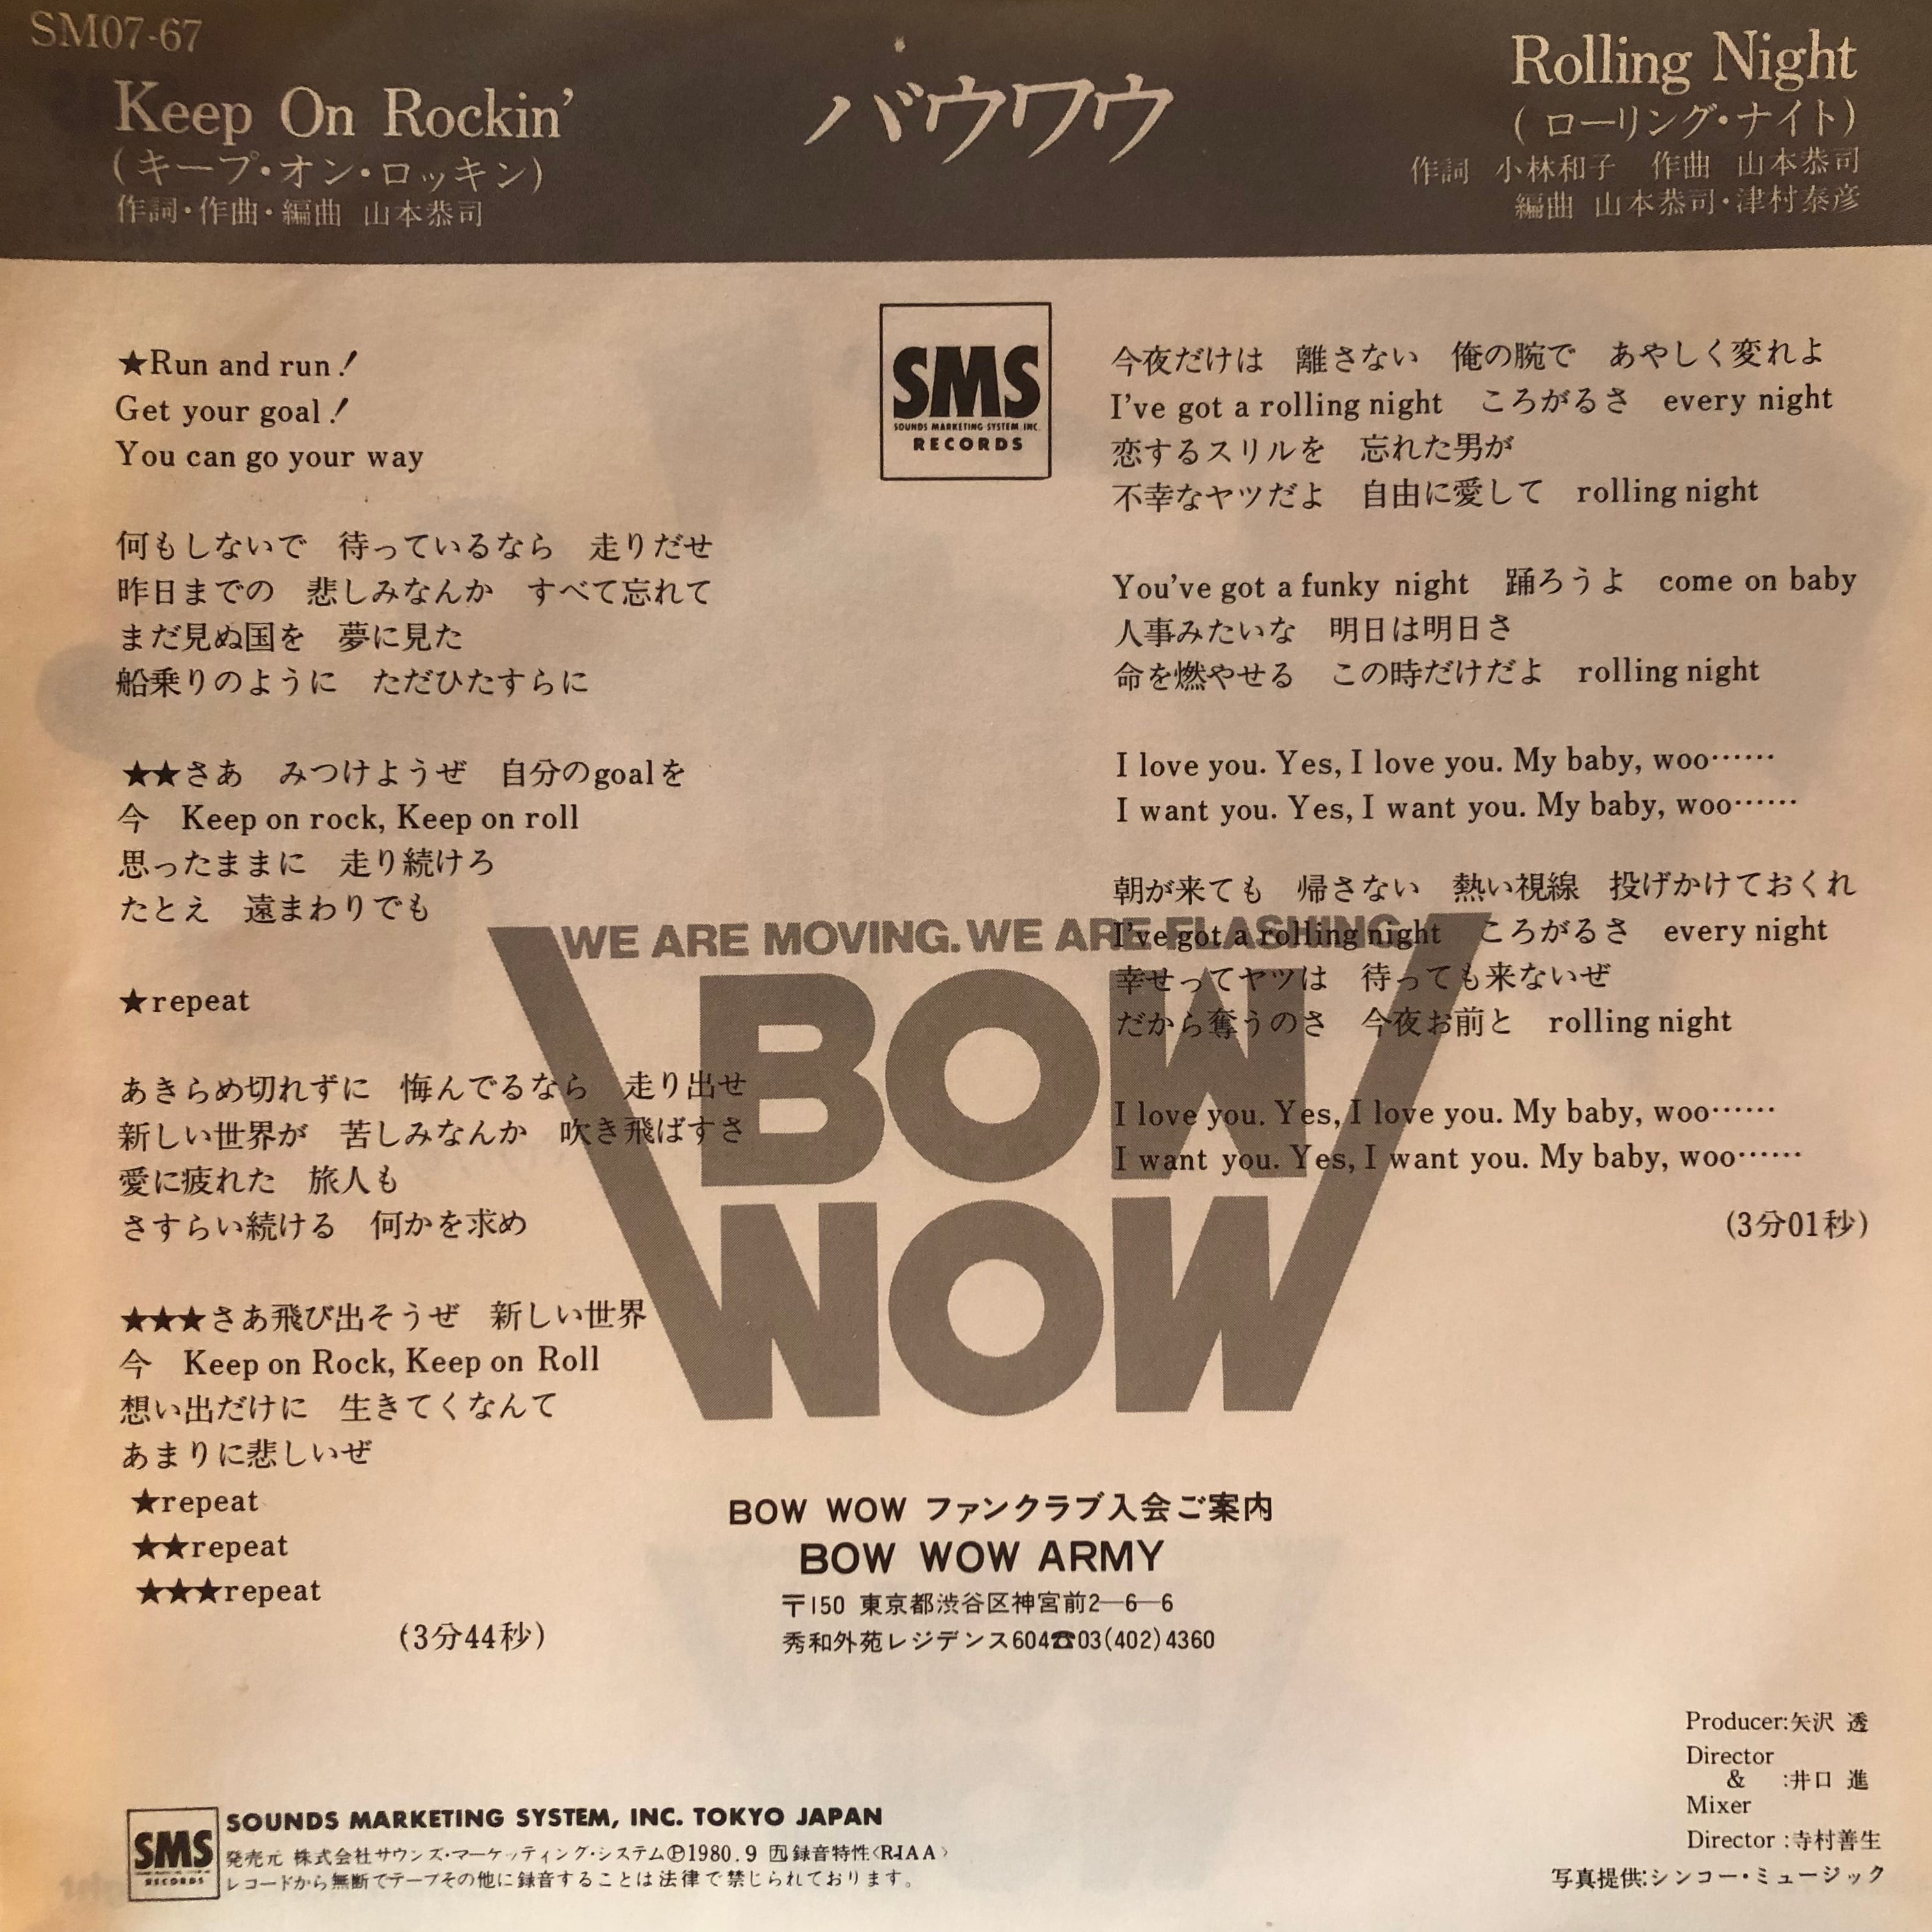 SM07-67
Keep On Rockin'
(キープ・オン・ロッキン)
作詞・作曲・編曲 山本恭司
バウワウ
Rolling Night
(ローリング・ナイト)
作詞 小林和子 作曲 山本恭司
編曲 山本恭司・津村泰彦
SMS
SOUNDS MARKETING SYSTEM. INC.
RECORDS
★Run and run!
Get your goal!
You can go your way
何もしないで 待っているなら 走りだせ
昨日までの 悲しみなんか すべて忘れて
まだ見ぬ国を 夢に見た
船乗りのように ただひたすらに
★★さあ みつけようぜ 自分のgoalを
今 Keep on rock, Keep on roll
思ったままに 走り続けろ
たとえ 遠まわりでも
★repeat
あきらめ切れずに 悔んでるなら 走り出せ
新しい世界が 苦しみなんか 吹き飛ばすさ
愛に疲れた 旅人も
さすらい続ける 何かを求め
★★★さあ飛び出そうぜ 新しい世界
今 Keep on Rock, Keep on Roll
想い出だけに 生きてくなんて
あまりに悲しいぜ
★repeat
★★repeat
★★★repeat
(3分44秒)
今夜だけは 離さない 俺の腕で あやしく変れよ
I've got a rolling night ころがるさ every night
恋するスリルを 忘れた男が
不幸なヤツだよ 自由に愛して rolling night
You've got a funky night 踊ろうよ come on baby
人事みたいな 明日は明日さ
命を燃やせる この時だけだよ rolling night
I love you. Yes, I love you. My baby, woo……
I want you. Yes, I want you. My baby, woo……
朝が来ても 帰さない 熱い視線 投げかけておくれ
I've got a rolling night ころがるさ every night
幸せってヤツは 待っても来ないぜ
だから奪うのさ 今夜お前と rolling night
I love you. Yes, I love you. My baby, woo……
I want you. Yes, I want you. My baby, woo……
(3分01秒)
WE ARE MOVING. WE ARE FLASHING.
BOW
WOW
BOW WOW ファンクラブ入会ご案内
BOW WOW ARMY
〒150 東京都渋谷区神宮前2-6-6
秀和外苑レジデンス604☎03(402)4360
Producer:矢沢 透
Director
& :井口 進
Mixer
Director:寺村善生
写真提供:シンコー・ミュージック
SMS
RECORDS
SOUNDS MARKETING SYSTEM, INC. TOKYO JAPAN
発売元 株式会社サウンズ・マーケッティング・システムⓅ1980.9 録音特性〈RIAA〉
レコードから無断でテープその他に録音することは法律で禁じられております。